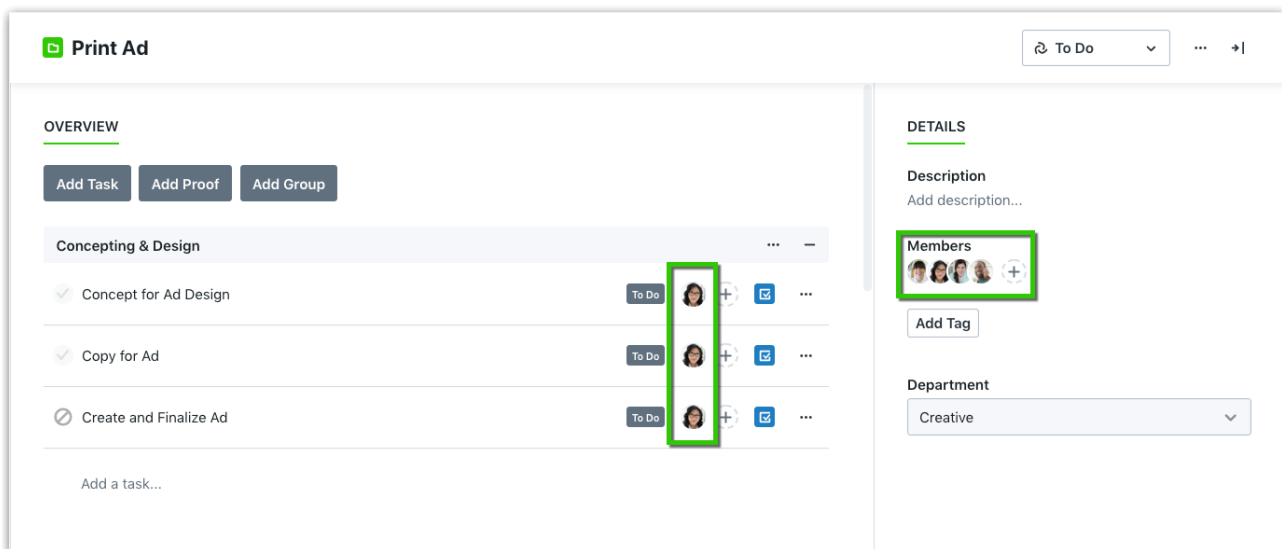 Print Ad
To Do
OVERVIEW
Add Task Add Proof Add Group
Concepting & Design
Concept for Ad Design To Do
Copy for Ad To Do
Create and Finalize Ad To Do
Add a task...
DETAILS
Description
Add description...
Members
Add Tag
Department
Creative